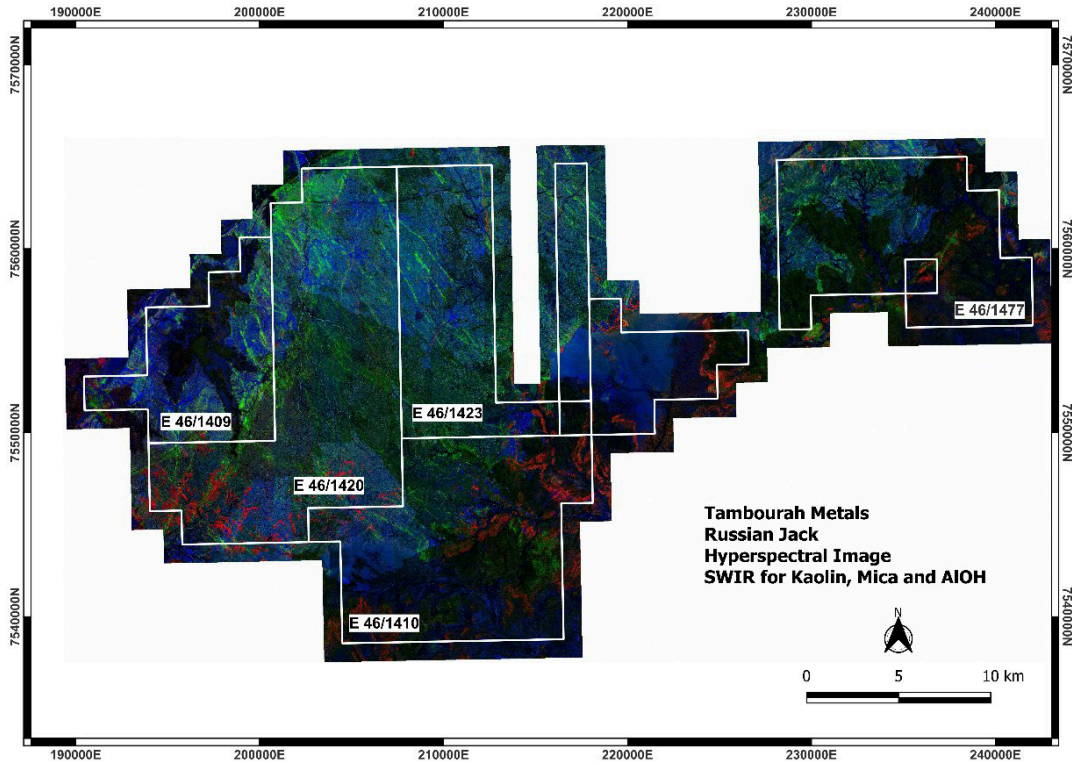 190000E 200000E 210000E 220000E 230000E 240000E
7570000N 7570000N
7560000N 7560000N
E 46/1477
E 46/1423
E 46/1409
7550000N 7550000N
E 46/1420
Tambourah Metals
Russian Jack
Hyperspectral Image
SWIR for Kaolin, Mica and AlOH
E 46/1410
7540000N 7540000N
N
0 5 10 km
190000E 200000E 210000E 220000E 230000E 240000E